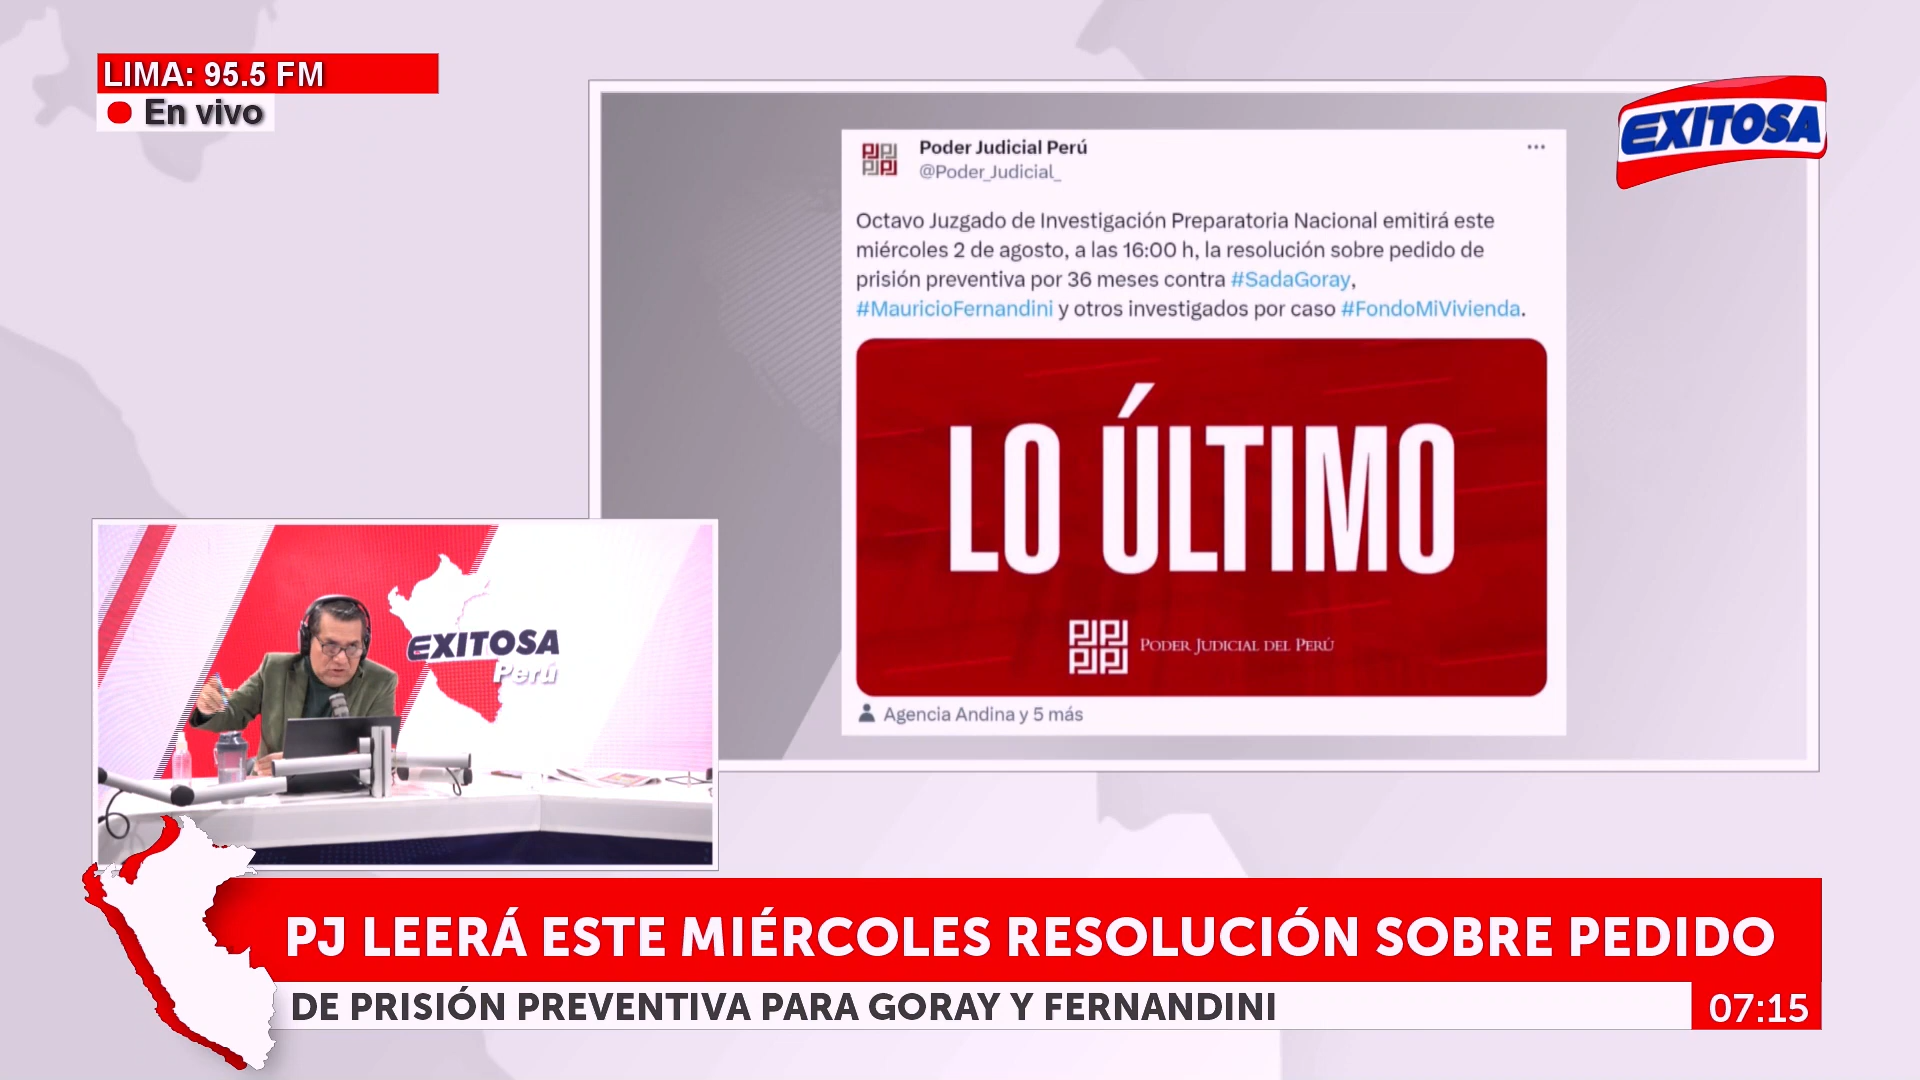 LIMA: 95.5 FM
En vivo
EXITOSA
Poder Judicial Perú
@Poder_Judicial_
Octavo Juzgado de Investigación Preparatoria Nacional emitirá este
miércoles 2 de agosto, a las 16:00 h, la resolución sobre pedido de
prisión preventiva por 36 meses contra #SadaGoray,
#MauricioFernandini y otros investigados por caso #FondoMiVivienda.
LO ÚLTIMO
PJPJ
PJPJ
PODER JUDICIAL DEL PERÚ
Agencia Andina y 5 más
EXITOSA
Perú
PJ LEERÁ ESTE MIÉRCOLES RESOLUCIÓN SOBRE PEDIDO
DE PRISIÓN PREVENTIVA PARA GORAY Y FERNANDINI
07:15